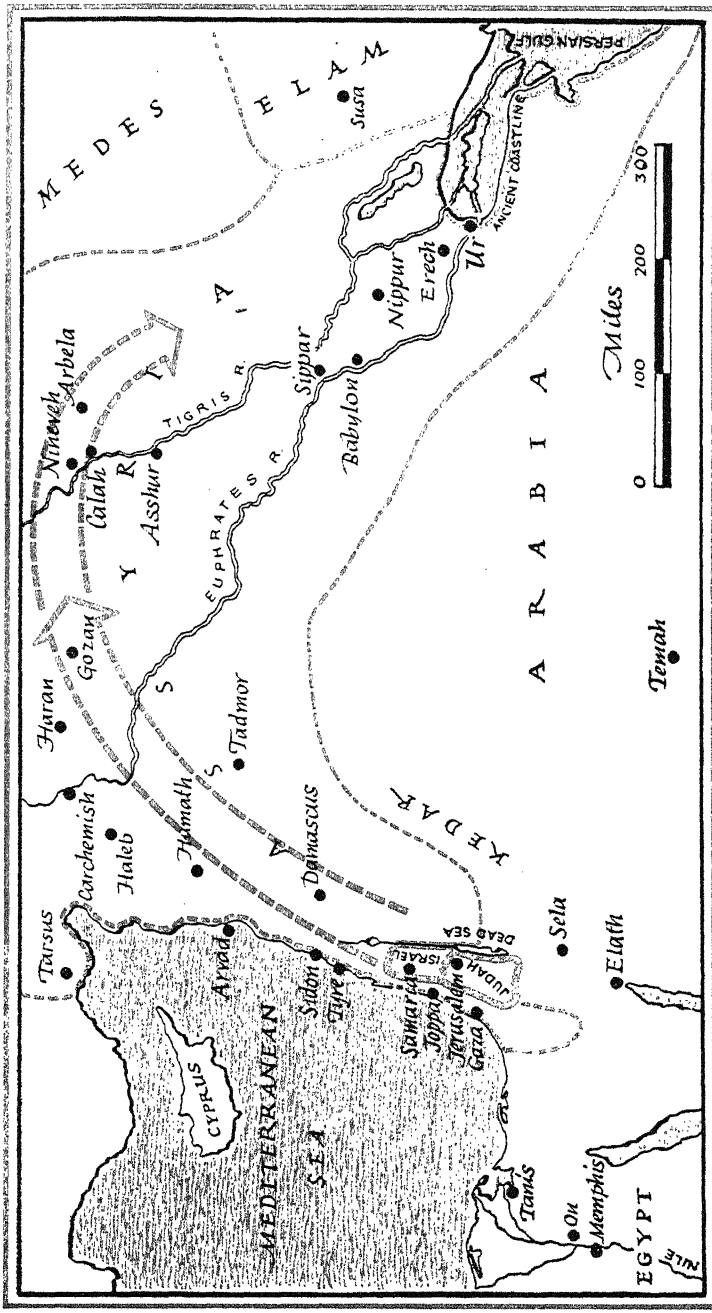 MEDES
ELAM
Susa
PERSIAN GULF
ANCIENT COASTLINE
Ur
Erech
Nippur
Babylon
Sippar
TIGRIS R.
EUPHRATES R.
Nineveh
Arbela
Calah
Asshur
ASSYRIA
Gozan
Haran
Carchemish
Haleb
Hamath
Tadmor
Damascus
Tarsus
Arvad
Sidon
Tyre
CYPRUS
MEDITERRANEAN
SEA
Samaria
Joppa
Jerusalem
Gaza
ISRAEL
JUDAH
DEAD SEA
KEDAR
Sela
Elath
ARABIA
Temah
Tanis
On
Memphis
EGYPT
NILE
Miles
0 100 200 300